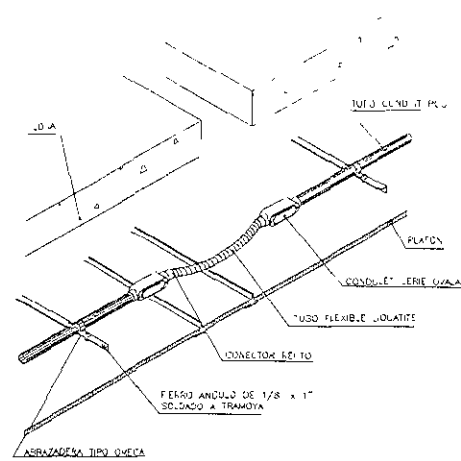 TUBO CONDUIT PGG
LOSA
PLAFON
CONDULET SERIE OVALA
TUBO FLEXIBLE LIQUATITE
CONECTOR RECTO
FIERRO ANGULO DE 1/8 x 1"
SOLDADO A TRAMOYA
ABRAZADERA TIPO OMEGA